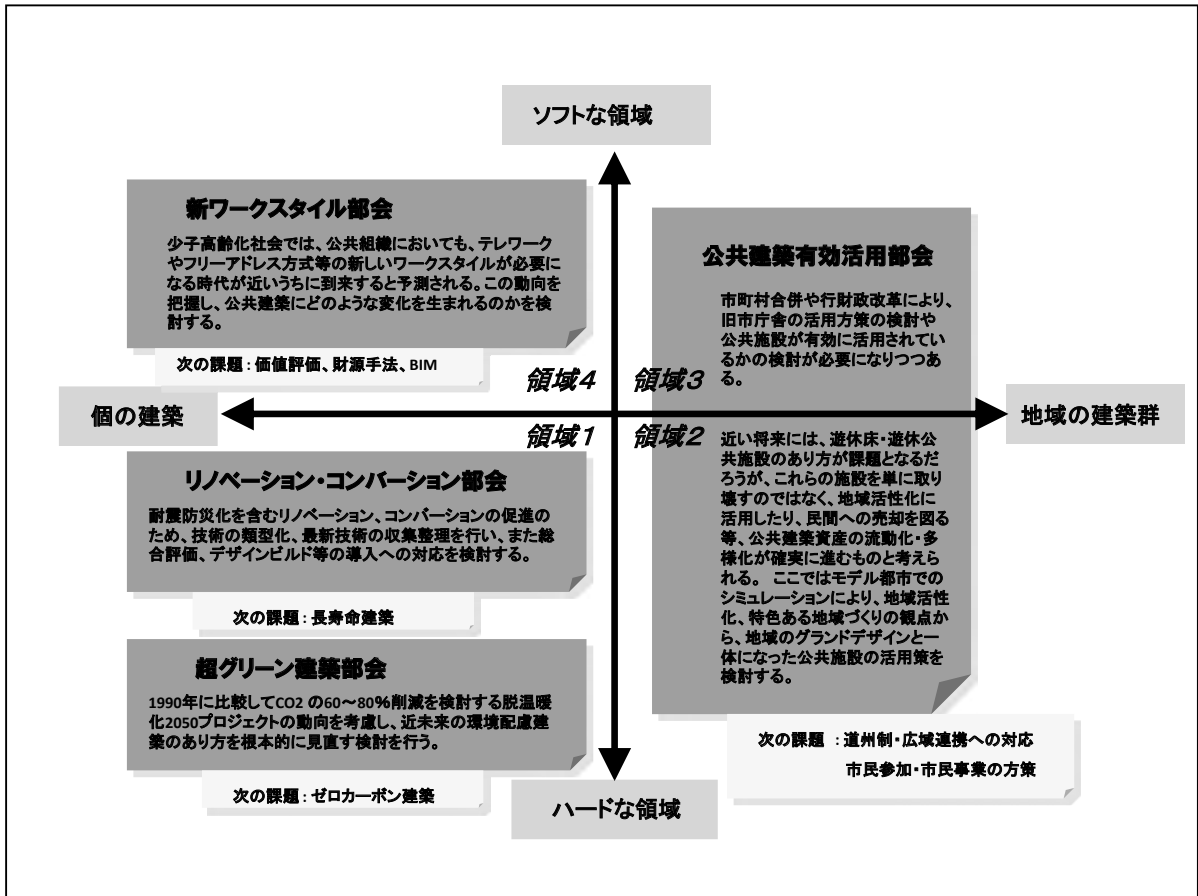 ソフトな領域
新ワークスタイル部会
少子高齢化社会では、公共組織においても、テレワーク
やフリーアドレス方式等の新しいワークスタイルが必要に
なる時代が近いうちに到来すると予測される。この動向を
把握し、公共建築にどのような変化を生まれるのかを検
討する。
次の課題：価値評価、財源手法、BIM
公共建築有効活用部会
市町村合併や行財政改革により、
旧市庁舎の活用方策の検討や
公共施設が有効に活用されてい
るかの検討が必要になりつつあ
る。
領域4
領域3
個の建築
地域の建築群
領域1
領域2
リノベーション・コンバーション部会
耐震防災化を含むリノベーション、コンバーションの促進の
ため、技術の類型化、最新技術の収集整理を行い、また総
合評価、デザインビルド等の導入への対応を検討する。
次の課題：長寿命建築
近い将来には、遊休床・遊休公
共施設のあり方が課題となるだ
ろうが、これらの施設を単に取り
壊すのではなく、地域活性化に
活用したり、民間への売却を図る
等、公共建築資産の流動化・多
様化が確実に進むものと考えら
れる。 ここではモデル都市での
シミュレーションにより、地域活性
化、特色ある地域づくりの観点か
ら、地域のグランドデザインと一
体になった公共施設の活用策を
検討する。
次の課題 ：道州制・広域連携への対応
市民参加・市民事業の方策
超グリーン建築部会
1990年に比較してCO2 の60～80％削減を検討する脱温暖
化2050プロジェクトの動向を考慮し、近未来の環境配慮建
築のあり方を根本的に見直す検討を行う。
次の課題：ゼロカーボン建築
ハードな領域